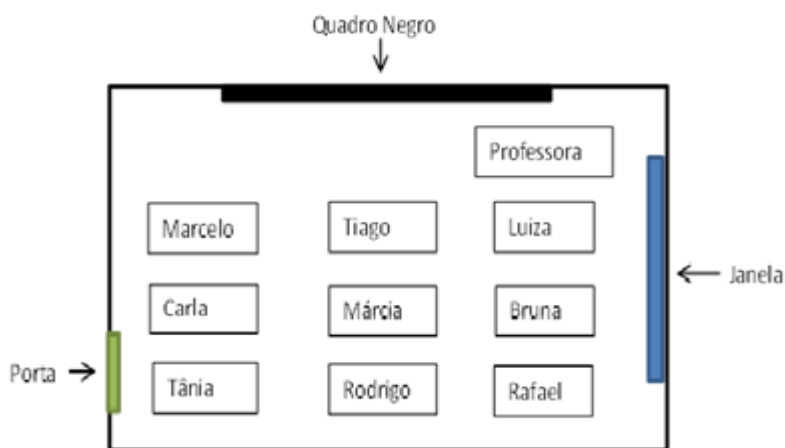 Quadro Negro
Professora
Marcelo
Tiago
Luiza
Janela
Carla
Márcia
Bruna
Porta
Tânia
Rodrigo
Rafael